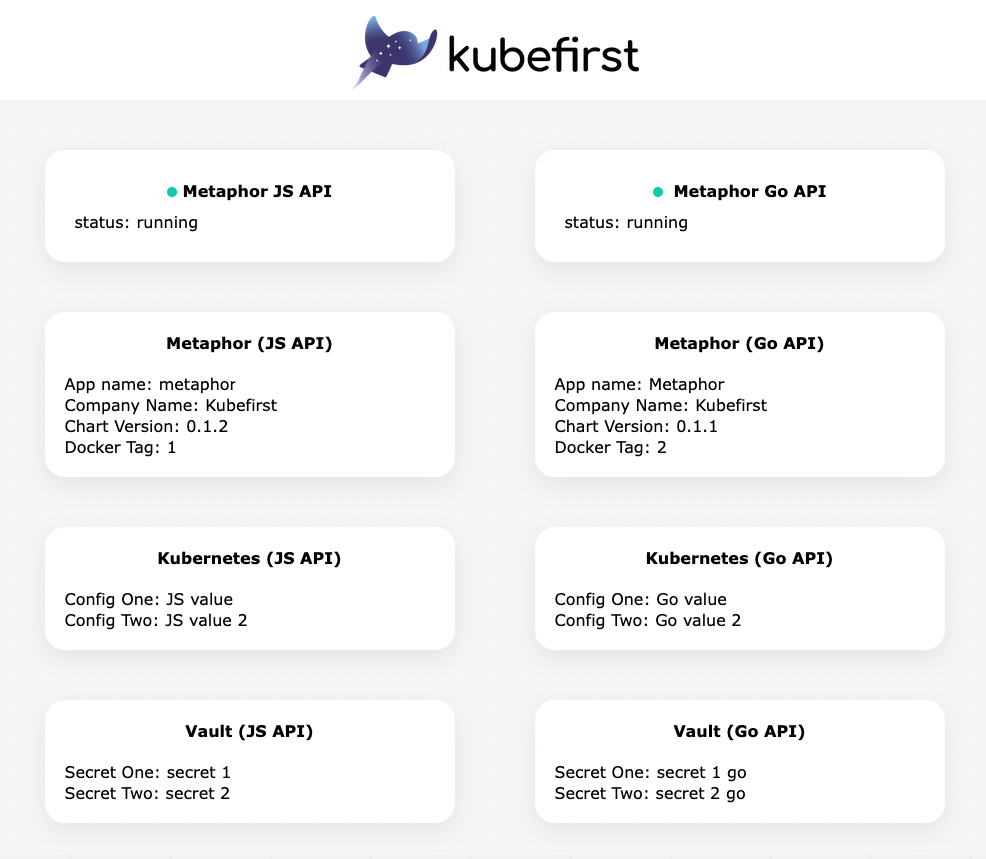 kubefirst
Metaphor JS API
status: running
Metaphor Go API
status: running
Metaphor (JS API)
App name: metaphor
Company Name: Kubefirst
Chart Version: 0.1.2
Docker Tag: 1
Metaphor (Go API)
App name: Metaphor
Company Name: Kubefirst
Chart Version: 0.1.1
Docker Tag: 2
Kubernetes (JS API)
Config One: JS value
Config Two: JS value 2
Kubernetes (Go API)
Config One: Go value
Config Two: Go value 2
Vault (JS API)
Secret One: secret 1
Secret Two: secret 2
Vault (Go API)
Secret One: secret 1 go
Secret Two: secret 2 go